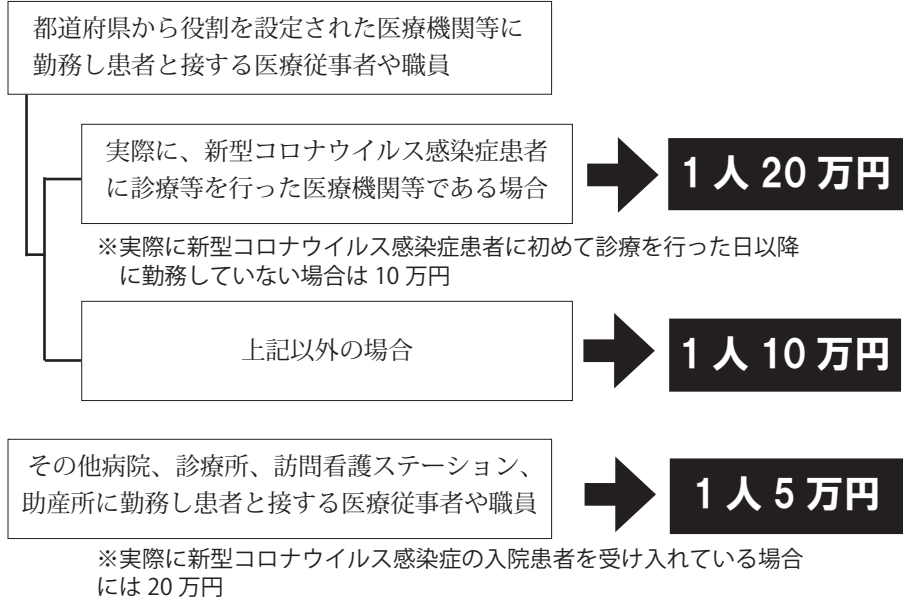 都道府県から役割を設定された医療機関等に
勤務し患者と接する医療従事者や職員
実際に、新型コロナウイルス感染症患者
に診療等を行った医療機関等である場合
1 人 20 万円
※実際に新型コロナウイルス感染症患者に初めて診療を行った日以降
に勤務していない場合は 10 万円
上記以外の場合
1 人 10 万円
その他病院、診療所、訪問看護ステーション、
助産所に勤務し患者と接する医療従事者や職員
1 人 5 万円
※実際に新型コロナウイルス感染症の入院患者を受け入れている場合
には 20 万円